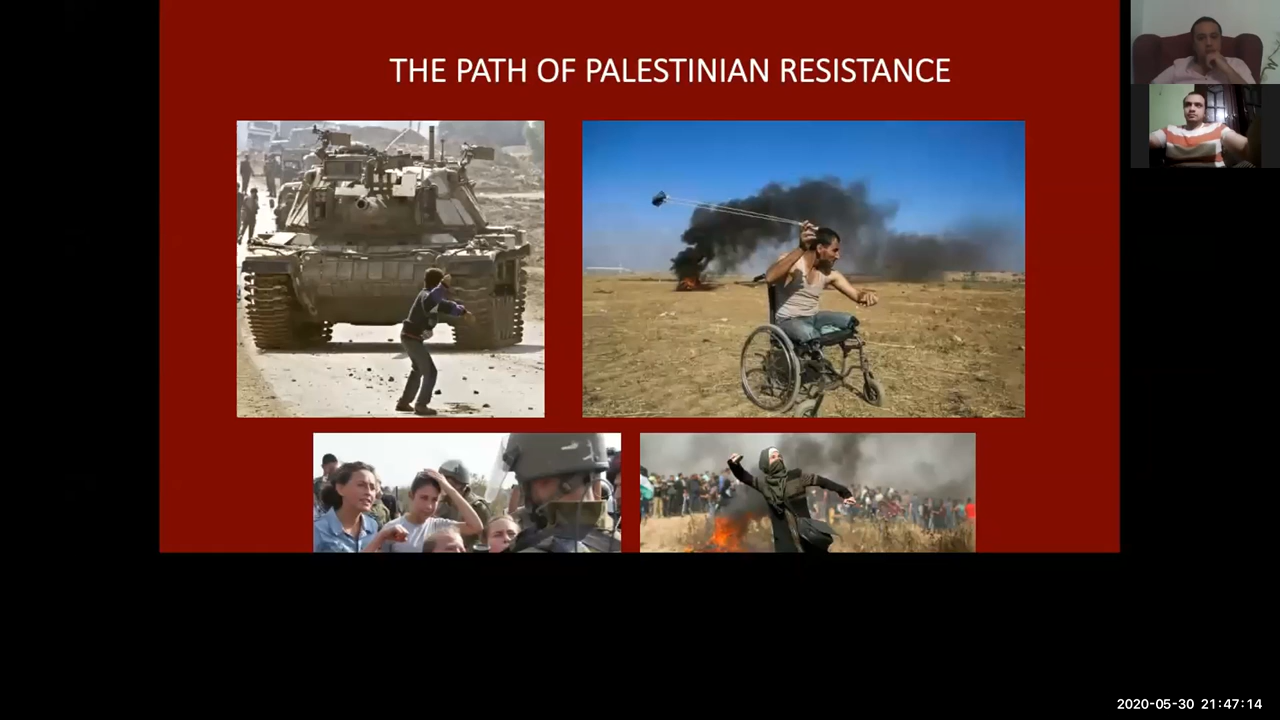 THE PATH OF PALESTINIAN RESISTANCE
2020-05-30 21:47:14